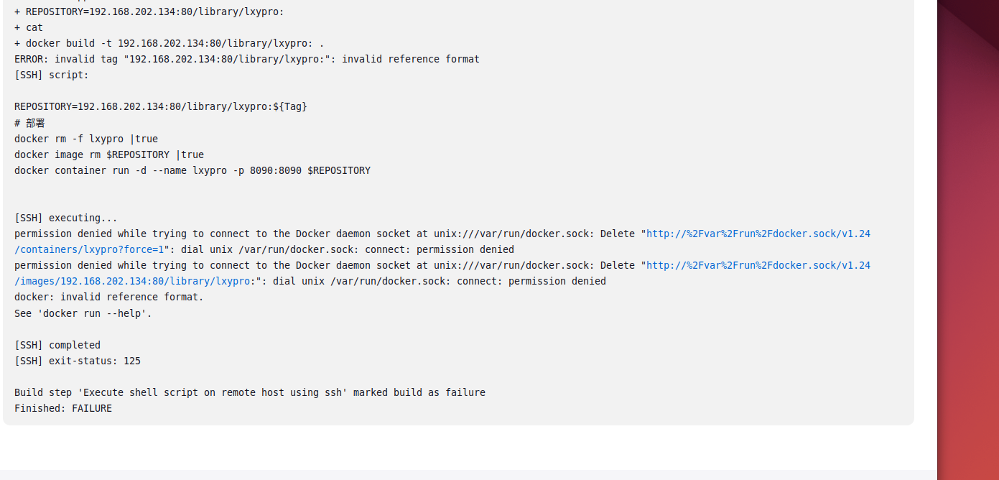 + REPOSITORY=192.168.202.134:80/library/lxypro:
+ cat
+ docker build -t 192.168.202.134:80/library/lxypro: .
ERROR: invalid tag "192.168.202.134:80/library/lxypro:": invalid reference format
[SSH] script:
REPOSITORY=192.168.202.134:80/library/lxypro:${Tag}
# 部署
docker rm -f lxypro |true
docker image rm $REPOSITORY |true
docker container run -d --name lxypro -p 8090:8090 $REPOSITORY
[SSH] executing...
permission denied while trying to connect to the Docker daemon socket at unix:///var/run/docker.sock: Delete "http://%2Fvar%2Frun%2Fdocker.sock/v1.24
/containers/lxypro?force=1": dial unix /var/run/docker.sock: connect: permission denied
permission denied while trying to connect to the Docker daemon socket at unix:///var/run/docker.sock: Delete "http://%2Fvar%2Frun%2Fdocker.sock/v1.24
/images/192.168.202.134:80/library/lxypro:": dial unix /var/run/docker.sock: connect: permission denied
docker: invalid reference format.
See 'docker run --help'.
[SSH] completed
[SSH] exit-status: 125
Build step 'Execute shell script on remote host using ssh' marked build as failure
Finished: FAILURE